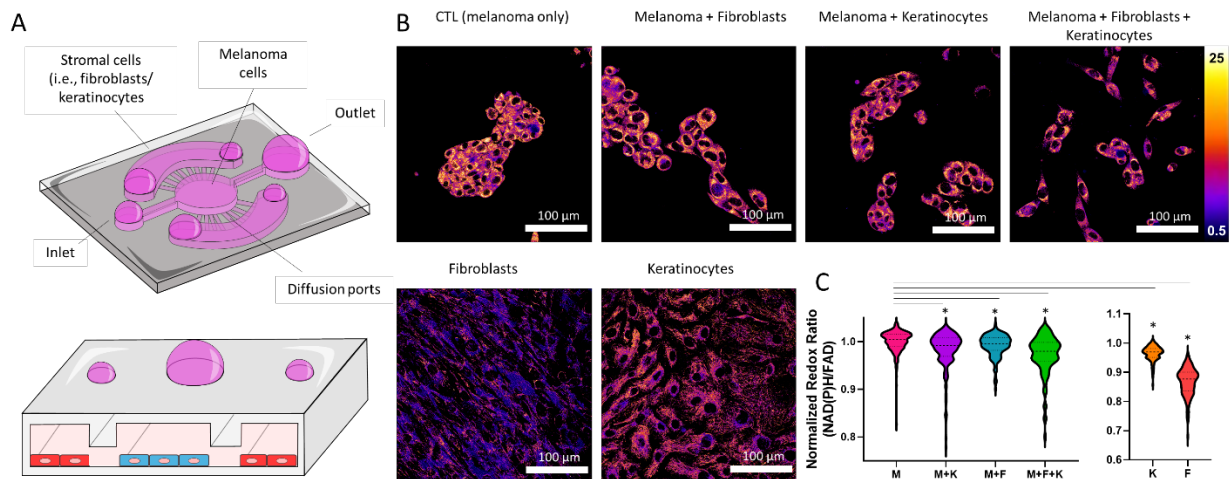 A
Stromal cells
(i.e., fibroblasts/
keratinocytes
Melanoma
cells
Outlet
Inlet
Diffusion ports
B
CTL (melanoma only)
Melanoma + Fibroblasts
Melanoma + Keratinocytes
Melanoma + Fibroblasts +
Keratinocytes
100 µm
100 µm
100 µm
100 µm
25
0.5
Fibroblasts
Keratinocytes
100 µm
100 µm
C
Normalized Redox Ratio
(NAD(P)H/FAD)
1.0
0.9
0.8
* * *
M M+K M+F M+F+K
1.1
1.0
0.9
0.8
0.7
0.6
*
*
K F